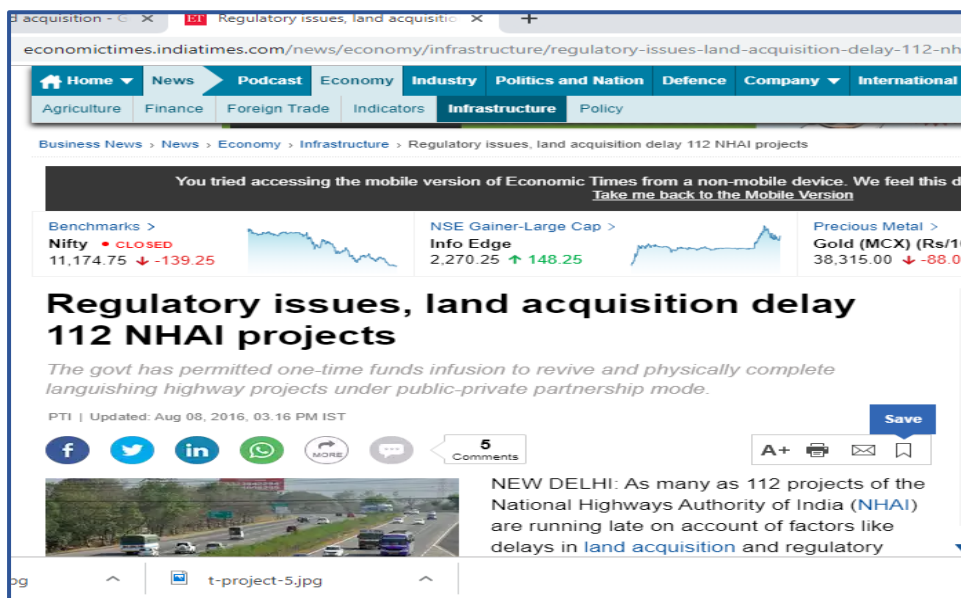 d acquisition - G
ET Regulatory issues, land acquisitio
economictimes.indiatimes.com/news/economy/infrastructure/regulatory-issues-land-acquisition-delay-112-nh
Home News Podcast Economy Industry Politics and Nation Defence Company International
Agriculture Finance Foreign Trade Indicators Infrastructure Policy
Business News › News › Economy › Infrastructure › Regulatory issues, land acquisition delay 112 NHAI projects
You tried accessing the mobile version of Economic Times from a non-mobile device. We feel this d
Take me back to the Mobile Version
Benchmarks >
Nifty • CLOSED
11,174.75 ↓ -139.25
NSE Gainer-Large Cap >
Info Edge
2,270.25 ↑ 148.25
Precious Metal >
Gold (MCX) (Rs/1
38,315.00 ↓ -88.0
Regulatory issues, land acquisition delay
112 NHAI projects
The govt has permitted one-time funds infusion to revive and physically complete
languishing highway projects under public-private partnership mode.
PTI | Updated: Aug 08, 2016, 03.16 PM IST
Save
MORE
5
Comments
A+
NEW DELHI: As many as 112 projects of the
National Highways Authority of India (NHAI)
are running late on account of factors like
delays in land acquisition and regulatory
og
t-project-5.jpg